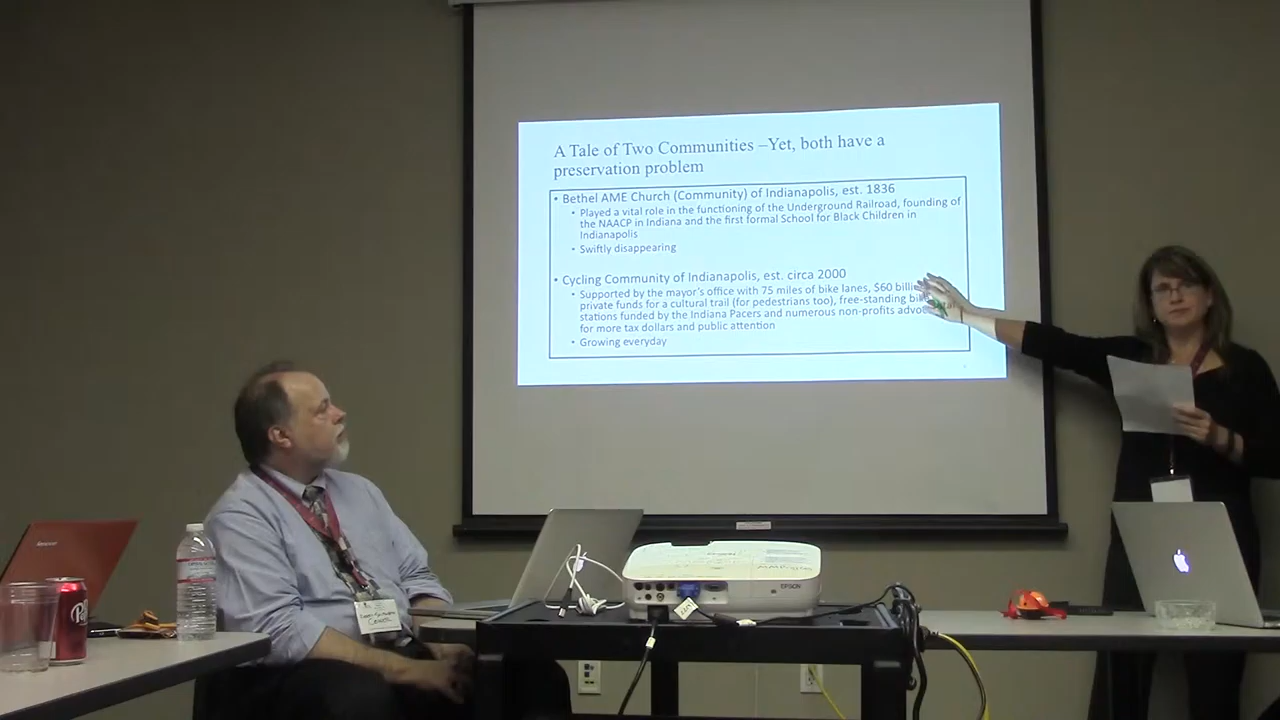 A Tale of Two Communities –Yet, both have a
preservation problem
• Bethel AME Church (Community) of Indianapolis, est. 1836
• Played a vital role in the functioning of the Underground Railroad, founding of
the NAACP in Indiana and the first formal School for Black Children in
Indianapolis
• Swiftly disappearing
• Cycling Community of Indianapolis, est. circa 2000
• Supported by the mayor's office with 75 miles of bike lanes, $60
private funds for a cultural trail (for pedestrians too), free-standing
stations funded by the Indiana Pacers and numerous non-profits
for more tax dollars and public attention
• Growing everyday
lenovo
EPSON